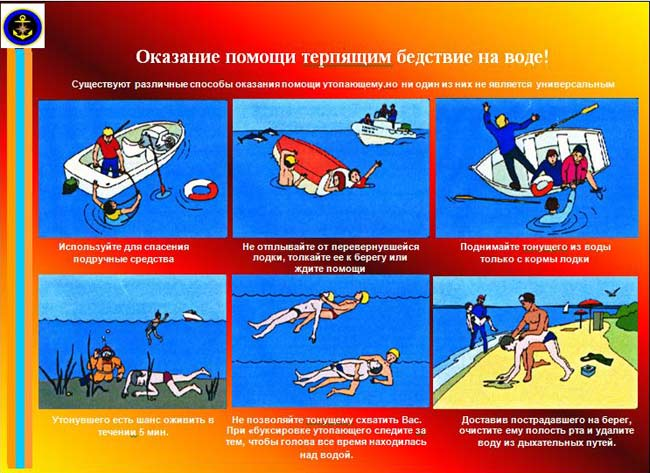 Оказание помощи терпящим бедствие на воде!
Существуют различные способы оказания помощи утопающему.но ни один из них не является универсальным
Используйте для спасения
подручные средства
Не отплывайте от перевернувшейся
лодки, толкайте ее к берегу или
ждите помощи
Поднимайте тонущего из воды
только с кормы лодки
Утонувшего есть шанс оживить в
течении 5 мин.
Не позволяйте тонущему схватить Вас.
При «буксировке утопающего следите за
тем, чтобы голова все время находилась
над водой.
Доставив пострадавшего на берег,
очистите ему полость рта и удалите
воду из дыхательных путей.